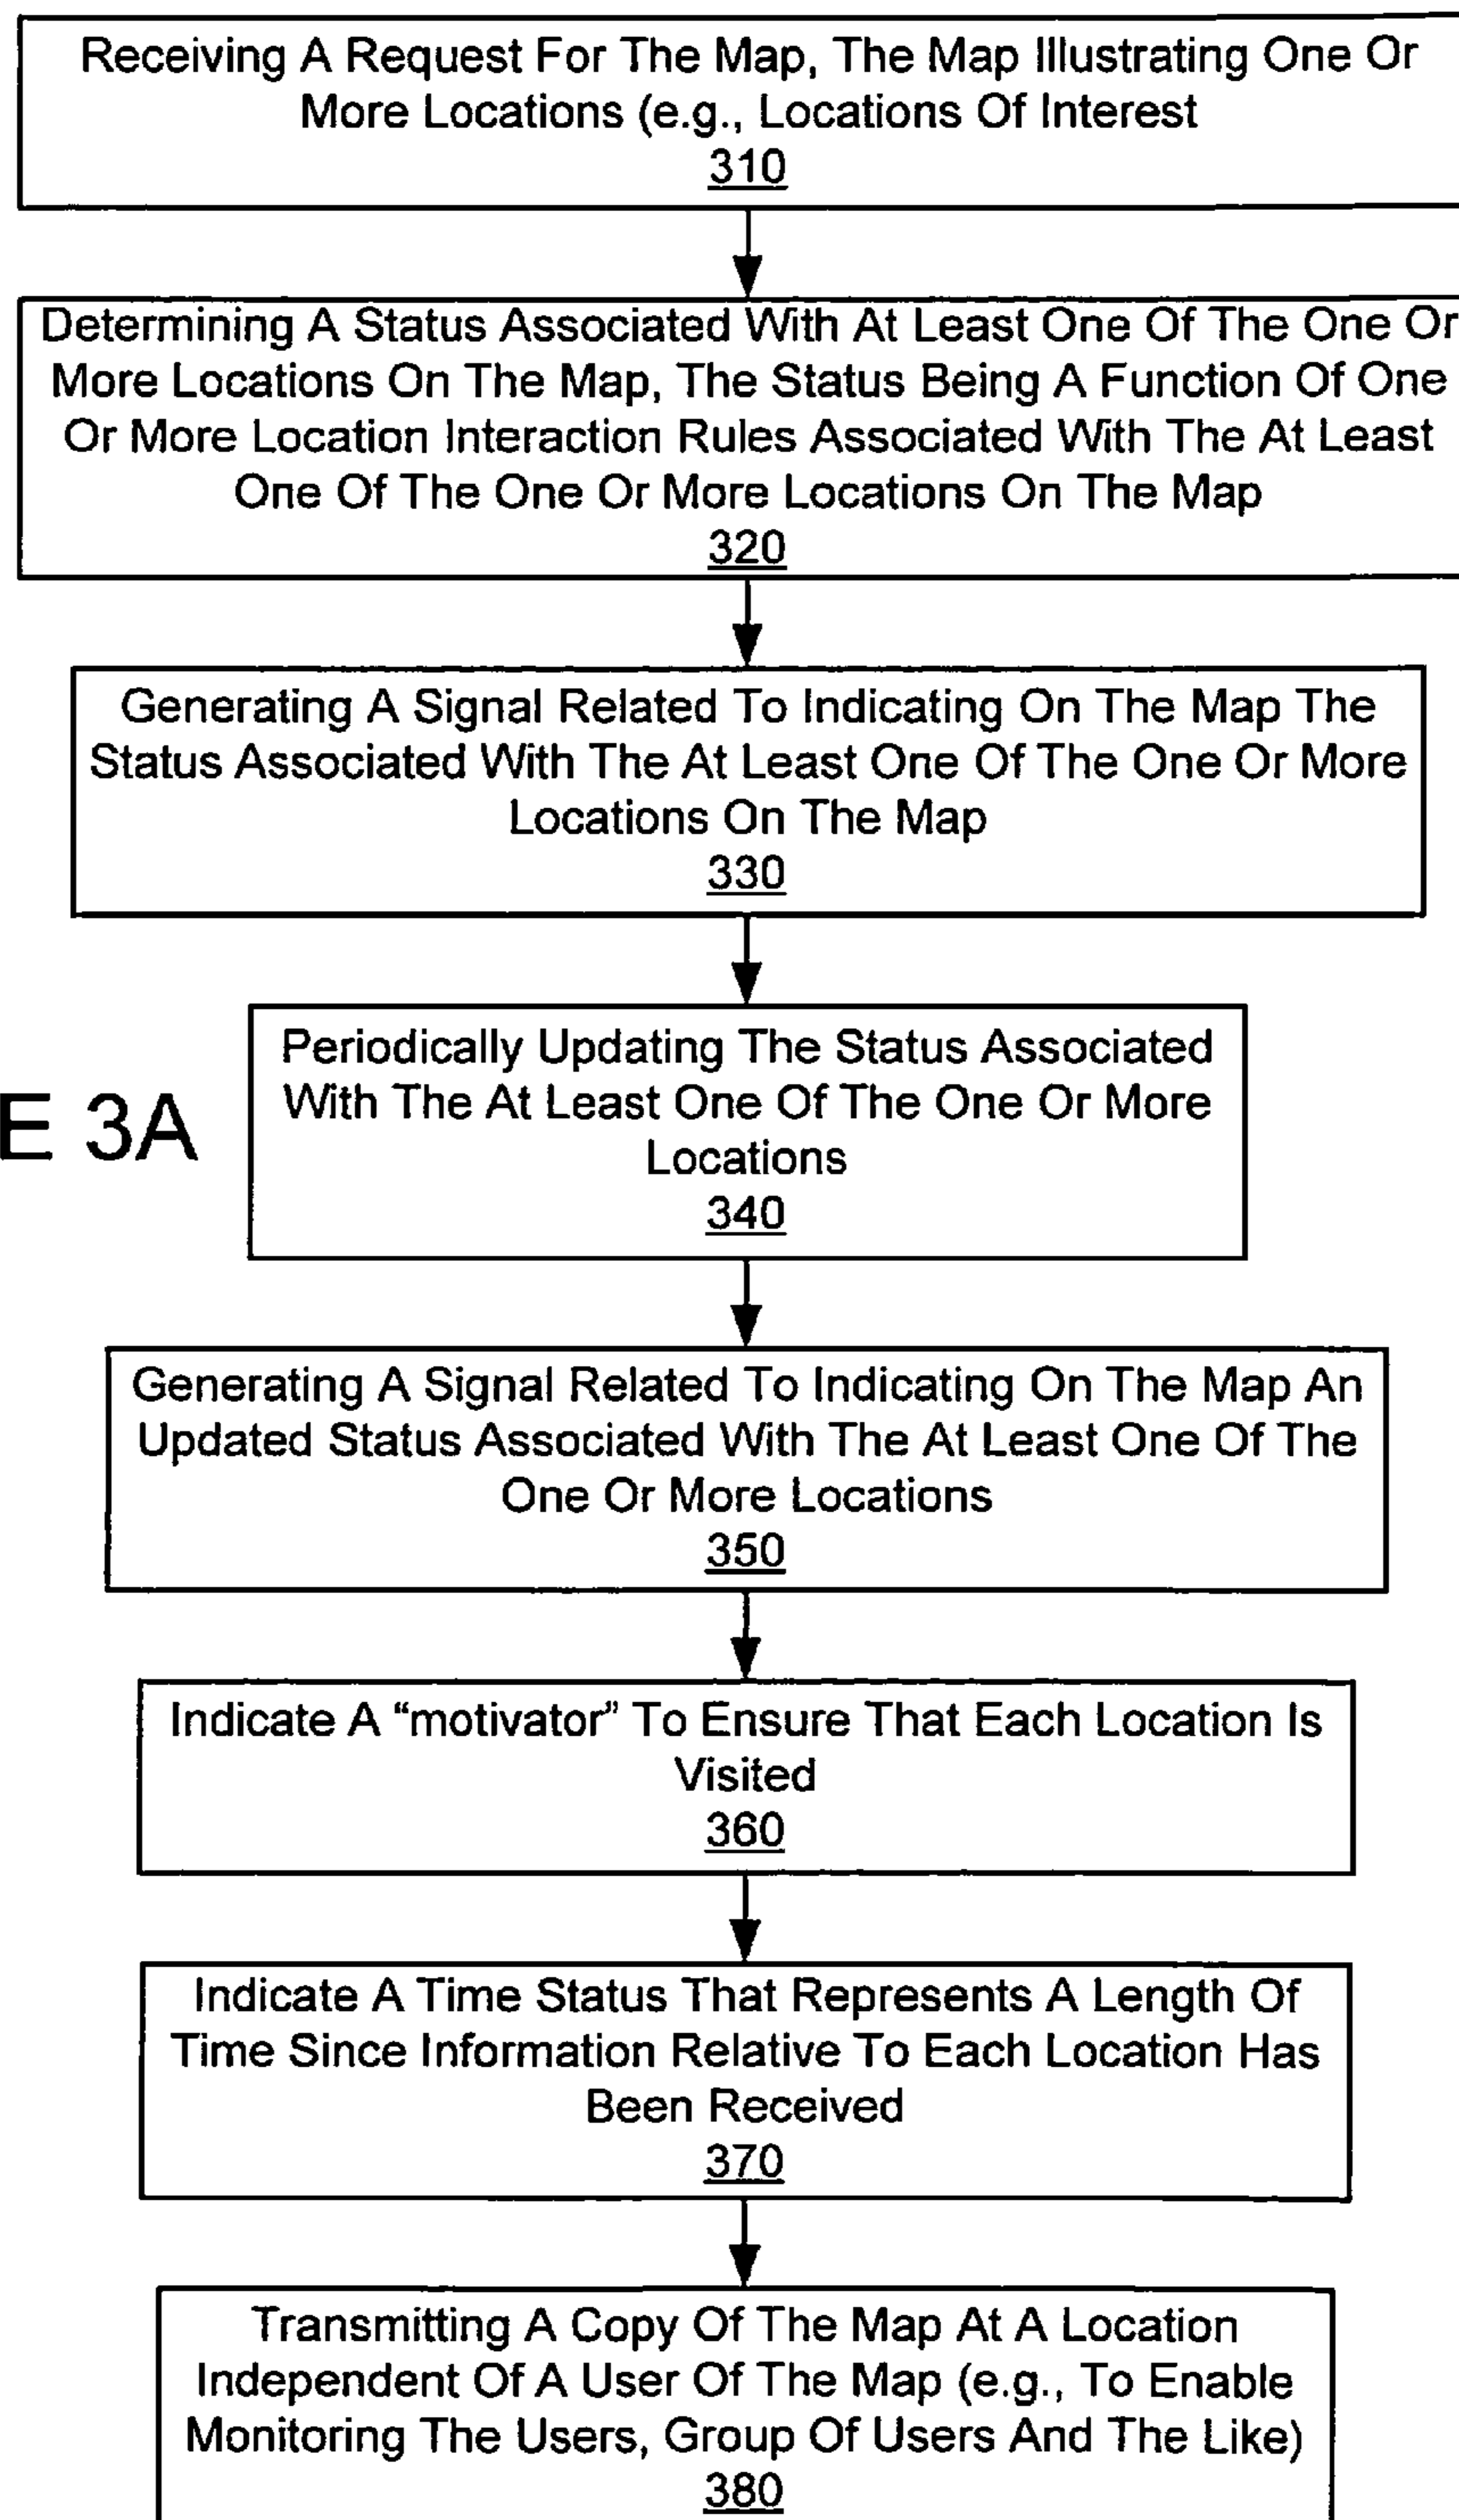 Receiving A Request For The Map, The Map Illustrating One Or
More Locations (e.g., Locations Of Interest
310
Determining A Status Associated With At Least One Of The One Or
More Locations On The Map, The Status Being A Function Of One
Or More Location Interaction Rules Associated With The At Least
One Of The One Or More Locations On The Map
320
Generating A Signal Related To Indicating On The Map The
Status Associated With The At Least One Of The One Or More
Locations On The Map
330
E 3A
Periodically Updating The Status Associated
With The At Least One Of The One Or More
Locations
340
Generating A Signal Related To Indicating On The Map An
Updated Status Associated With The At Least One Of The
One Or More Locations
350
Indicate A “motivator” To Ensure That Each Location Is
Visited
360
Indicate A Time Status That Represents A Length Of
Time Since Information Relative To Each Location Has
Been Received
370
Transmitting A Copy Of The Map At A Location
Independent Of A User Of The Map (e.g., To Enable
Monitoring The Users, Group Of Users And The Like)
380